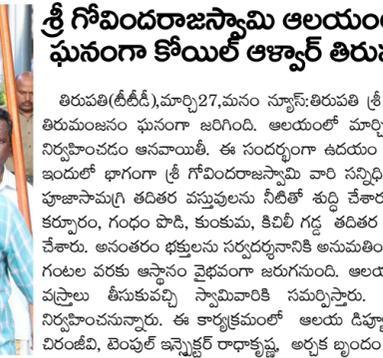 శ్రీ గోవిందరాజస్వామి ఆలయం
ఘనంగా కోయిల్ ఆళ్వార్ తిరు
తిరుపతి(టీటీడీ),మార్చి27,మనం న్యూస్:తిరుపతి శ్రీ
తిరుమంజనం ఘనంగా జరిగింది. ఆలయంలో మార్చి
నిర్వహించడం ఆనవాయితీ. ఈ సందర్భంగా ఉదయం
ఇందులో భాగంగా శ్రీ గోవిందరాజస్వామి వారి సన్నిధి
పూజాసామగ్రి తదితర వస్తువులను నీటితో శుద్ధి చేశారు
కర్పూరం, గంధం పొడి, కుంకుమ, కిచిలీ గడ్డ తదితర
చేశారు. అనంతరం భక్తులను సర్వదర్శనానికి అనుమతిం
గంటల వరకు ఆస్థానం వైభవంగా జరుగనుంది. ఆలయ
వస్త్రాలు తీసుకువచ్చి స్వామివారికి సమర్పిస్తారు.
నిర్వహించనున్నారు. ఈ కార్యక్రమంలో ఆలయ డిప్యూ
చిరంజీవి, టెంపుల్ ఇన్స్పెక్టర్ రాధాకృష్ణ, అర్చక బృందం